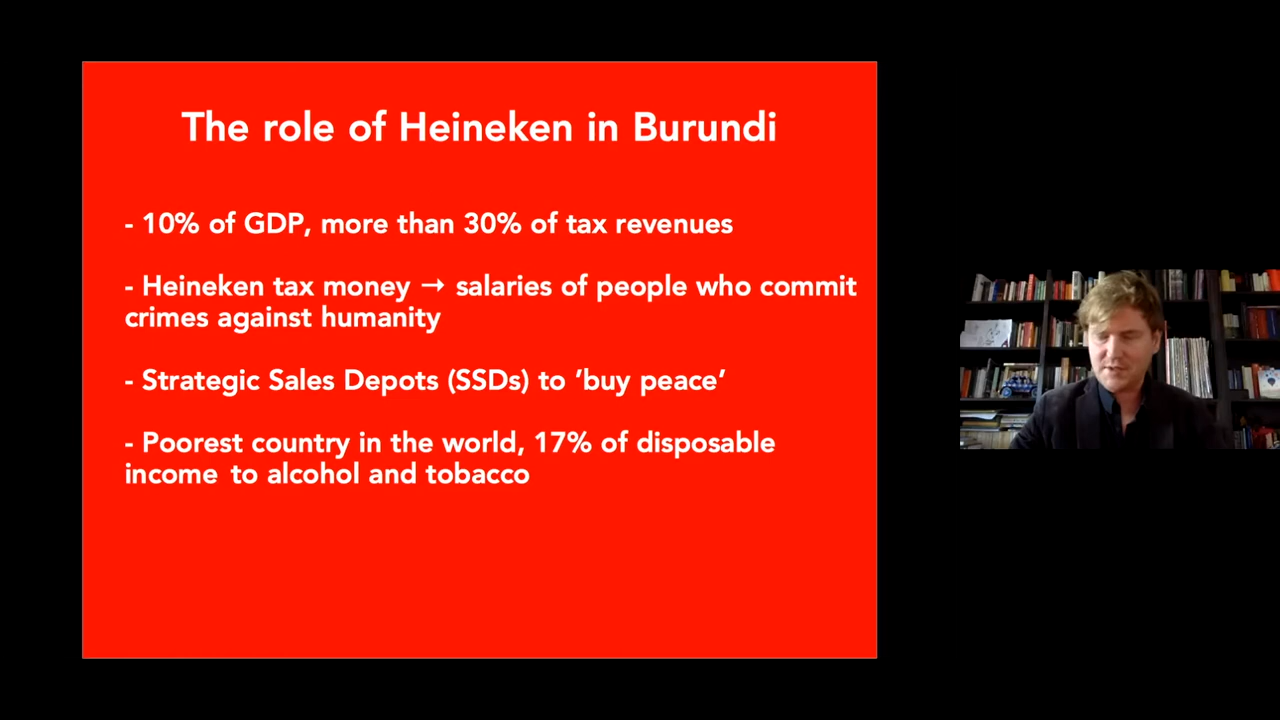 The role of Heineken in Burundi
- 10% of GDP, more than 30% of tax revenues
- Heineken tax money → salaries of people who commit
crimes against humanity
- Strategic Sales Depots (SSDs) to ’buy peace’
- Poorest country in the world, 17% of disposable
income to alcohol and tobacco